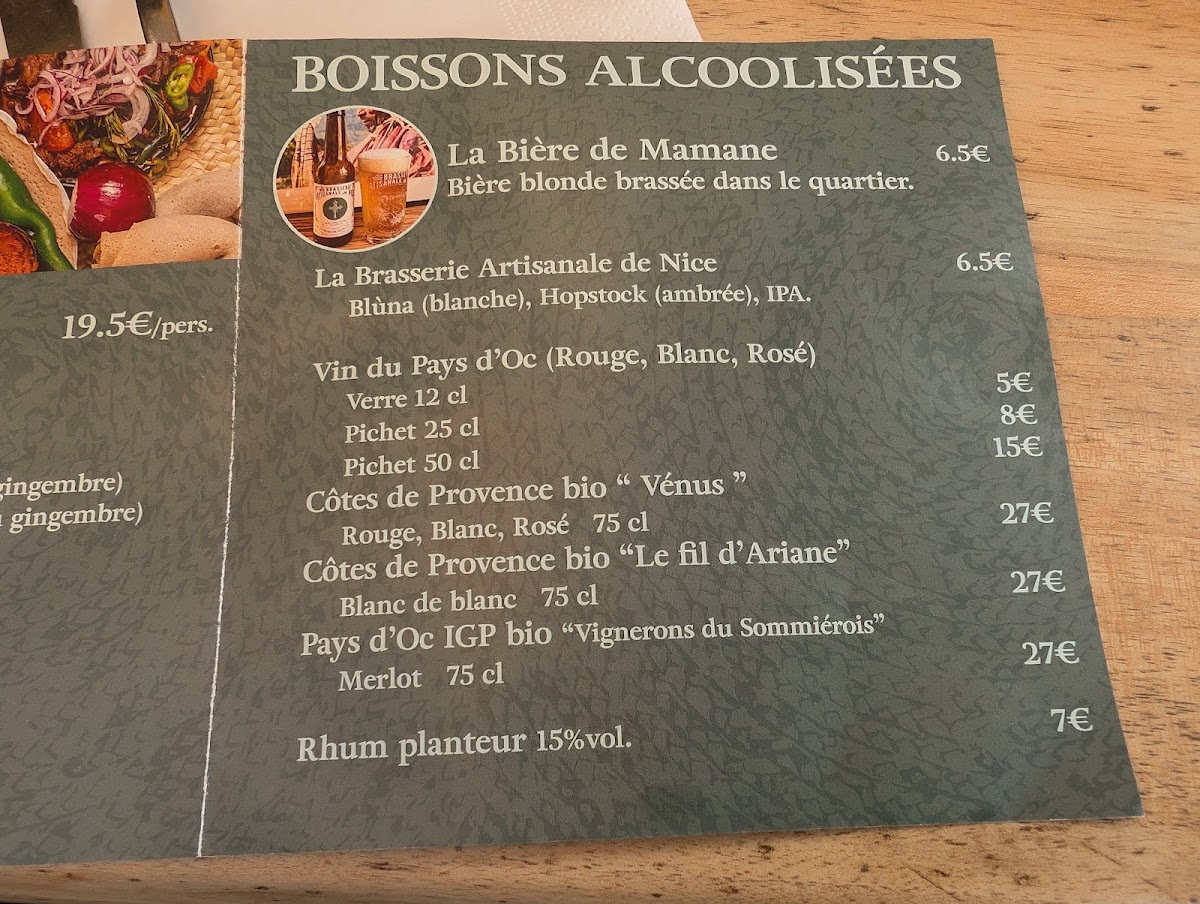 BOISSONS ALCOOLISÉES
La Bière de Mamane 6.5€
Bière blonde brassée dans le quartier.
La Brasserie Artisanale de Nice 6.5€
Blùna (blanche), Hopstock (ambrée), IPA.
Vin du Pays d'Oc (Rouge, Blanc, Rosé)
Verre 12 cl 5€
Pichet 25 cl 8€
Pichet 50 cl 15€
Côtes de Provence bio “ Vénus ”
Rouge, Blanc, Rosé 75 cl 27€
Côtes de Provence bio “Le fil d'Ariane”
Blanc de blanc 75 cl 27€
Pays d'Oc IGP bio “Vignerons du Sommiérois”
Merlot 75 cl 27€
Rhum planteur 15%vol. 7€
19.5€/pers.
gingembre)
gingembre)